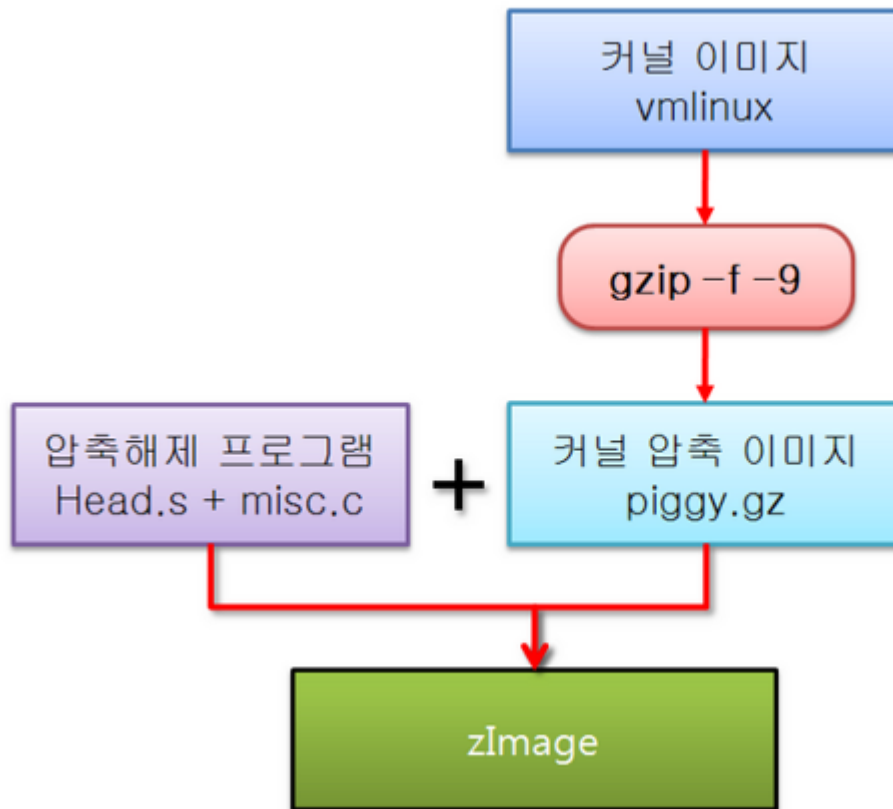 커널 이미지
vmlinux
gzip –f –9
압축해제 프로그램
Head.s + misc.c
+
커널 압축 이미지
piggy.gz
zImage